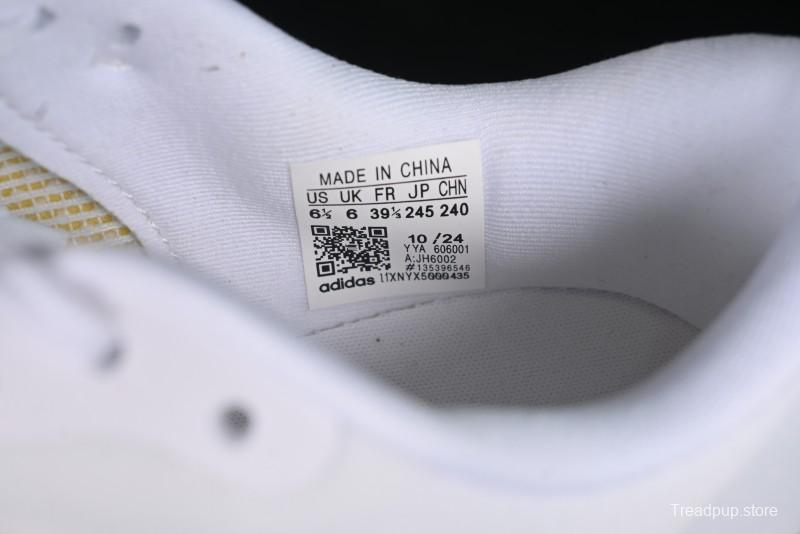 MADE IN CHINA
US UK FR JP CHN
6½ 6 39⅓ 245 240
10 / 24
YYA 606001
A:JH6002
#135396546
adidas 11XNYX5000435
Treadpup.store